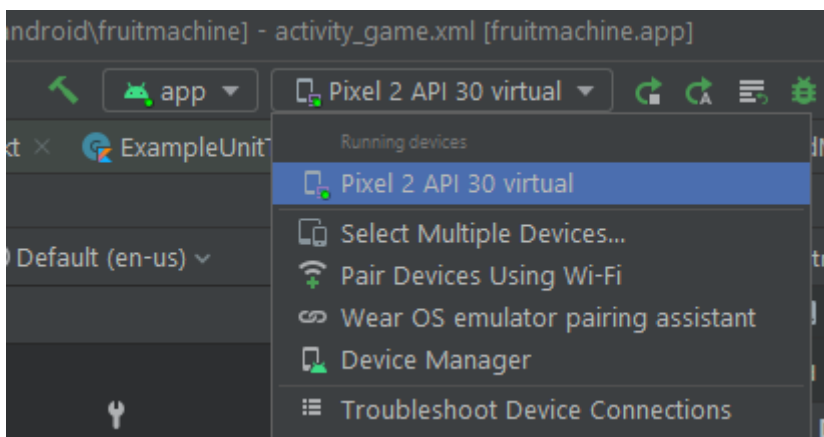 android\fruitmachine] - activity_game.xml [fruitmachine.app]
app Pixel 2 API 30 virtual
ExampleUnitT
Running devices
Pixel 2 API 30 virtual
Default (en-us)
Select Multiple Devices...
Pair Devices Using Wi-Fi
Wear OS emulator pairing assistant
Device Manager
Troubleshoot Device Connections